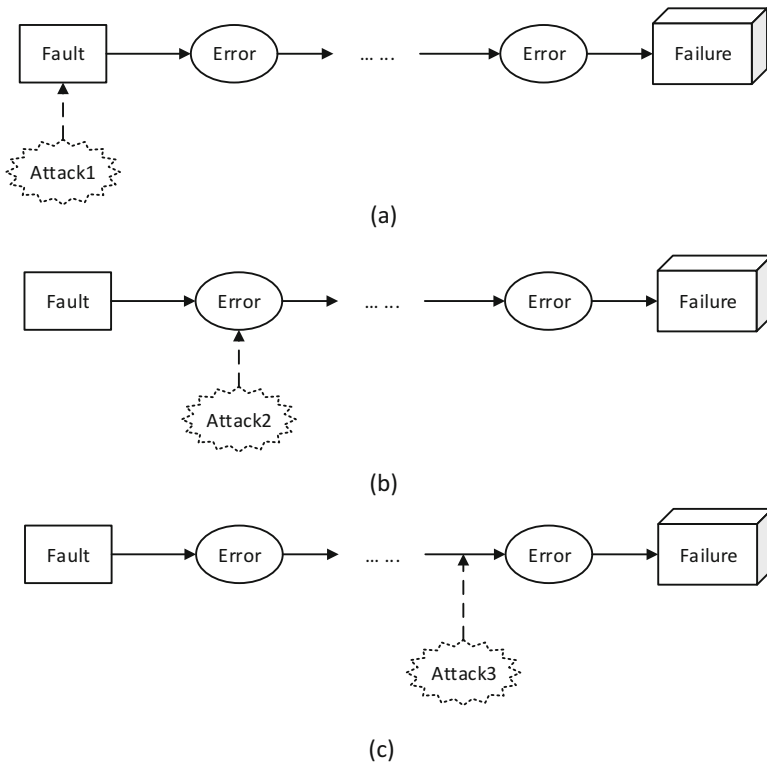 Fault Error ... ... Error Failure
Attack1
(a)
Fault Error ... ... Error Failure
Attack2
(b)
Fault Error ... ... Error Failure
Attack3
(c)